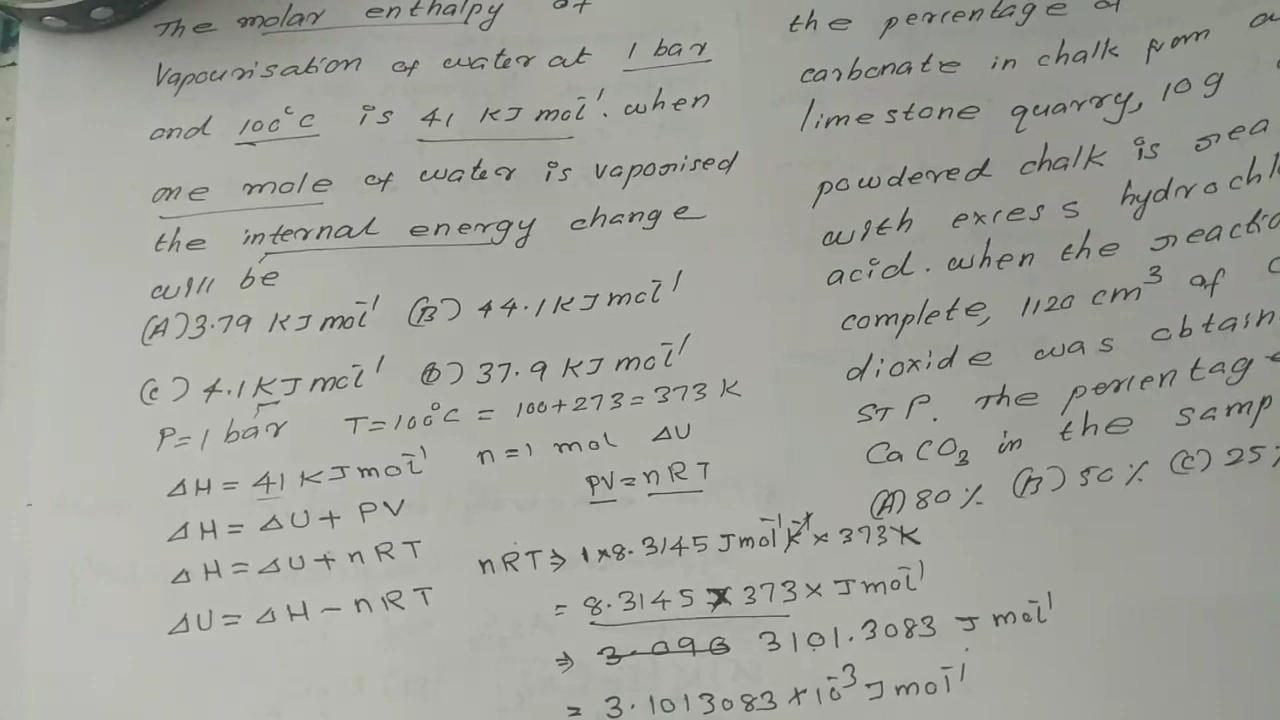 The molar enthalpy of
Vapourisation of water at 1 bar
and 100°C is 41 KJ mol⁻¹. when
one mole of water is vaporised
the internal energy change
will be
(A) 3.79 KJ mol⁻¹ (B) 44.1 KJ mol⁻¹
(C) 4.1 KJ mol⁻¹ (D) 37.9 KJ mol⁻¹
P=1 bar T=100°C = 100+273=373 K
ΔH = 41 KJ mol⁻¹ n=1 mol ΔU
ΔH = ΔU + PV PV=nRT
ΔH = ΔU + nRT
ΔU = ΔH - nRT
nRT ⇒ 1×8.3145 J mol⁻¹ K⁻¹ × 373 K
= 8.3145 × 373 × J mol⁻¹
⇒ 3101.3083 J mol⁻¹
= 3.1013083 × 10⁻³ J mol⁻¹
the percentage of
carbonate in chalk from a
limestone quarry, 10g
powdered chalk is rea
with excess hydrochl
acid. when the reactio
complete, 1120 cm³ of
dioxide was obtain
STP. The percentage
CaCO₃ in the samp
(A) 80% (B) 50% (C) 25%